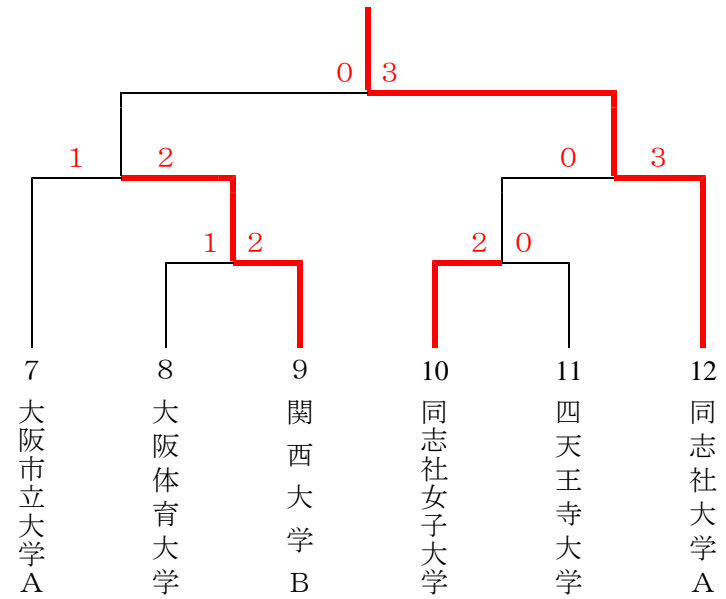 ０ ３
１ ２ ０ ３
１ ２ ２ ０
７ ８ ９ 10 11 12
大阪市立大学Ａ
大阪体育大学
関西大学Ｂ
同志社女子大学
四天王寺大学
同志社大学Ａ